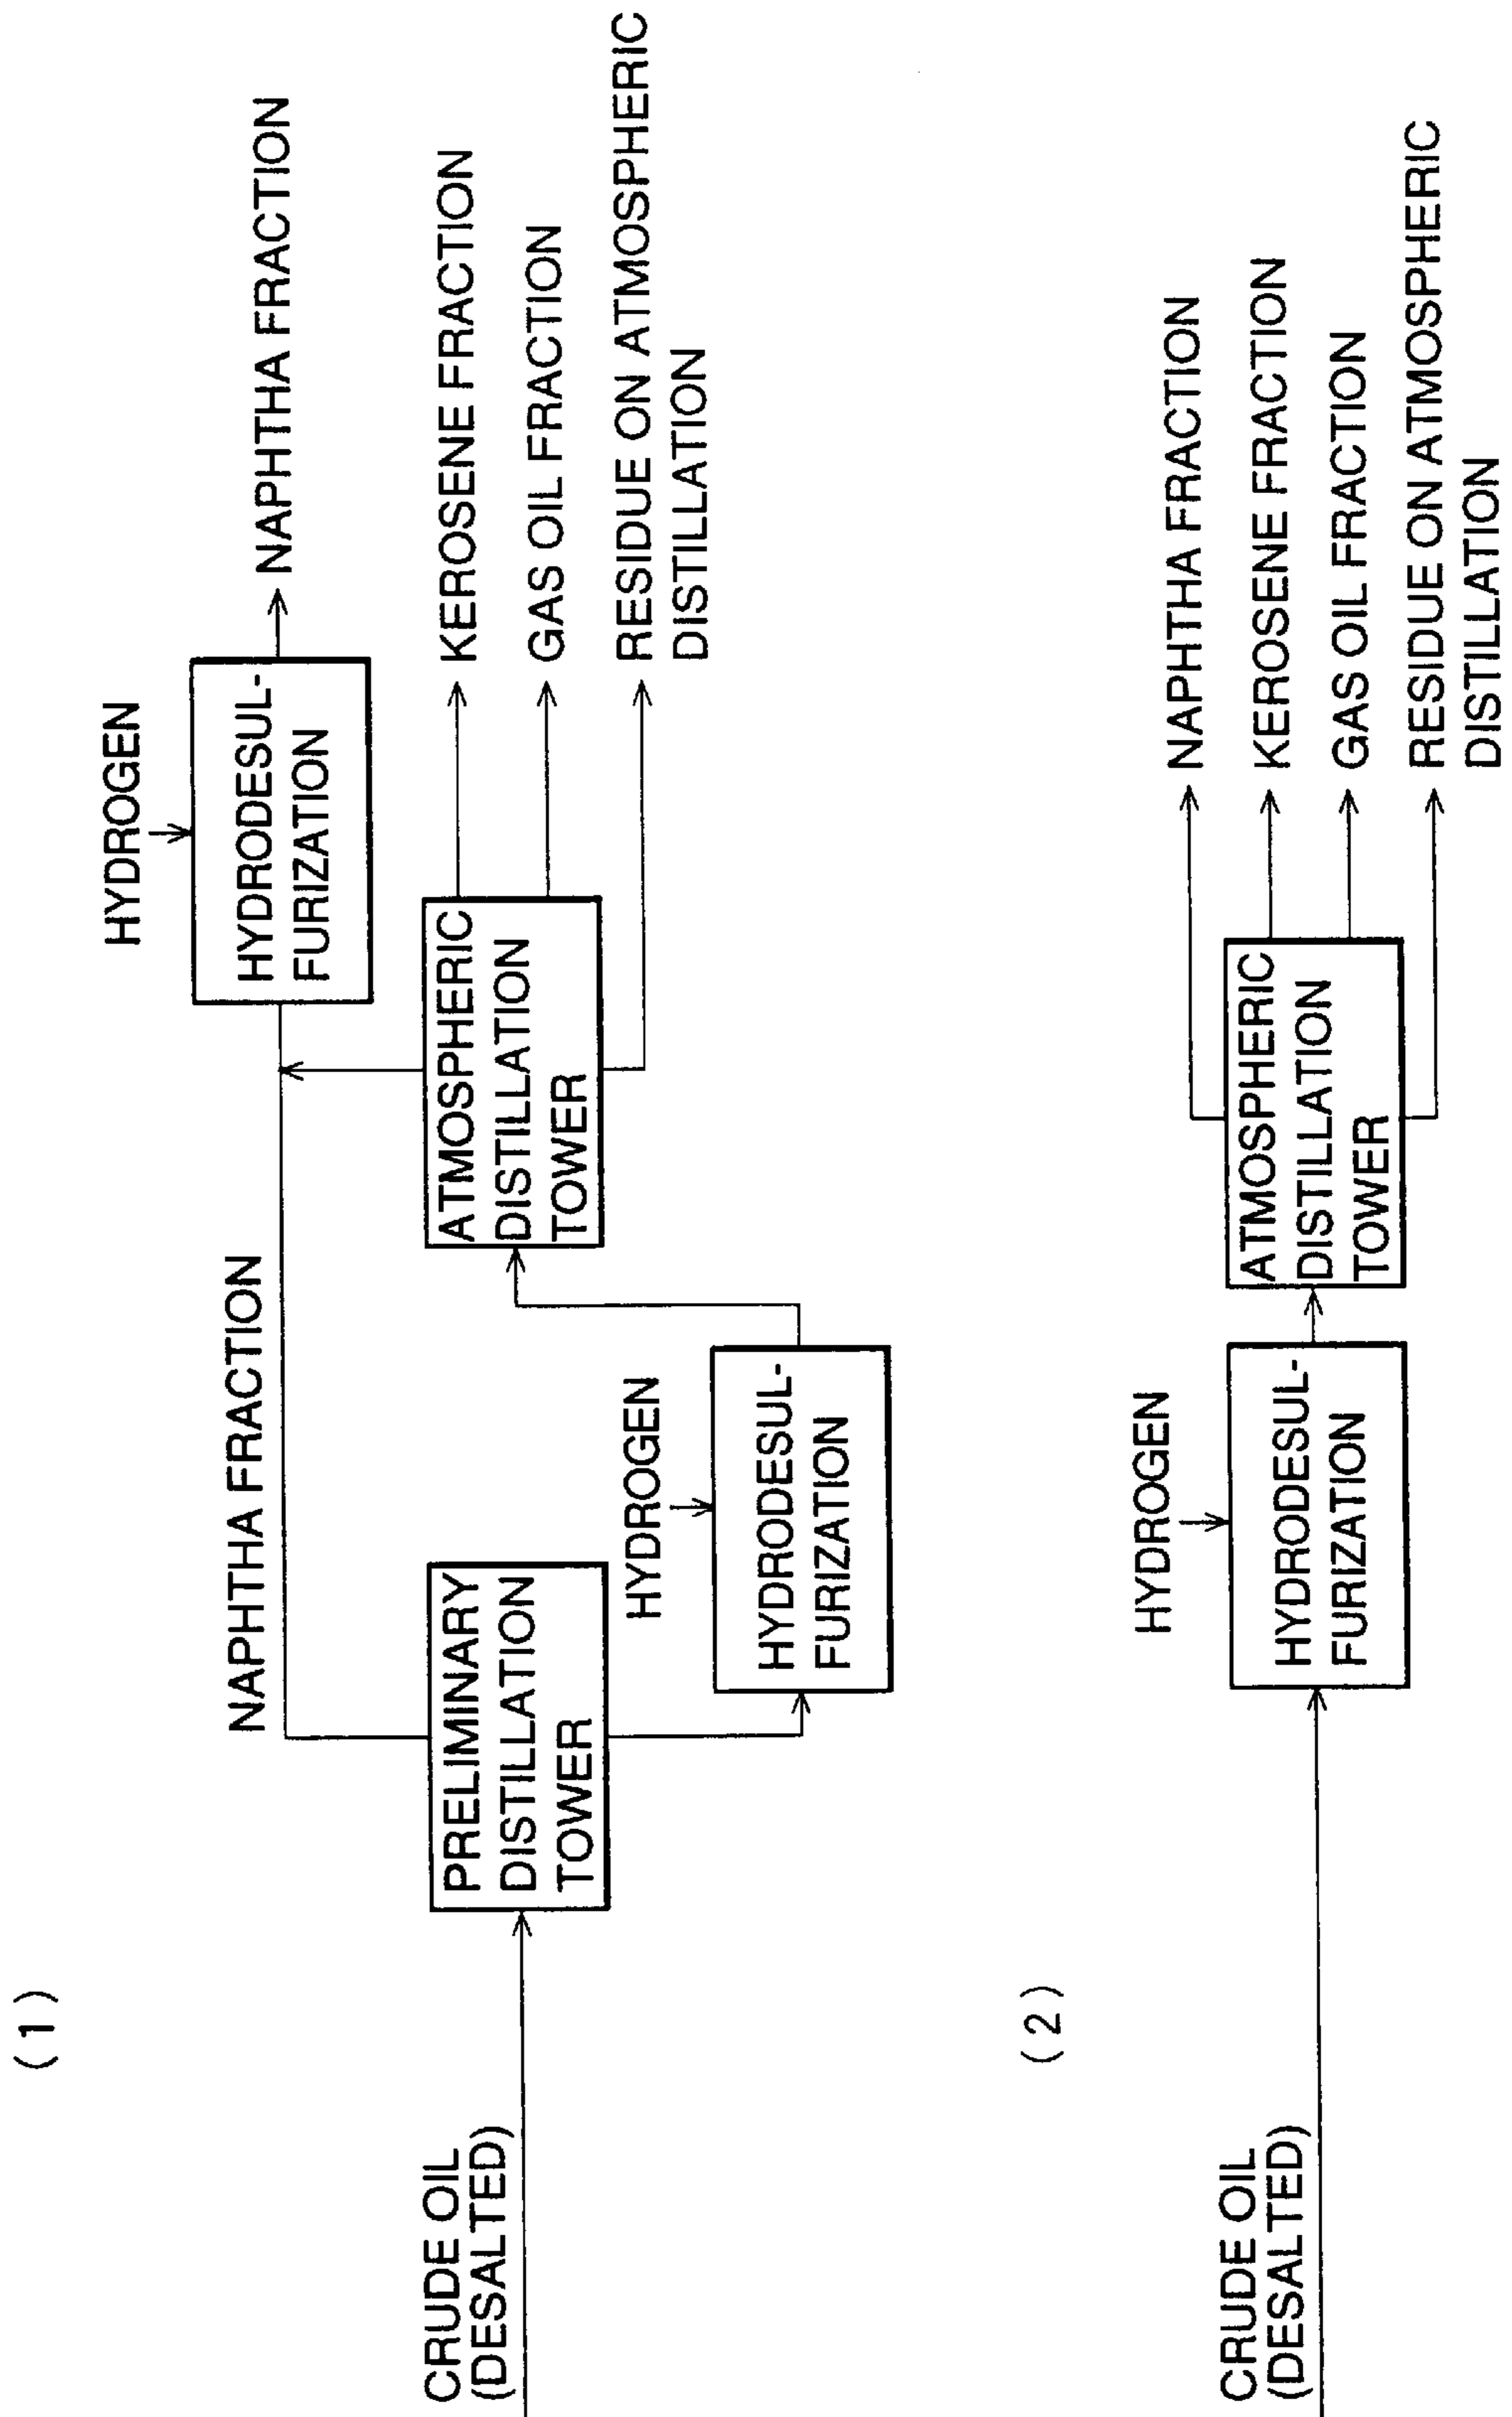 (1)
CRUDE OIL
(DESALTED)
PRELIMINARY
DISTILLATION
TOWER
NAPHTHA FRACTION
HYDROGEN
HYDRODESUL-
FURIZATION
ATMOSPHERIC
DISTILLATION
TOWER
HYDROGEN
HYDRODESUL-
FURIZATION
NAPHTHA FRACTION
KEROSENE FRACTION
GAS OIL FRACTION
RESIDUE ON ATMOSPHERIC
DISTILLATION
(2)
CRUDE OIL
(DESALTED)
HYDROGEN
HYDRODESUL-
FURIZATION
ATMOSPHERIC
DISTILLATION
TOWER
NAPHTHA FRACTION
KEROSENE FRACTION
GAS OIL FRACTION
RESIDUE ON ATMOSPHERIC
DISTILLATION